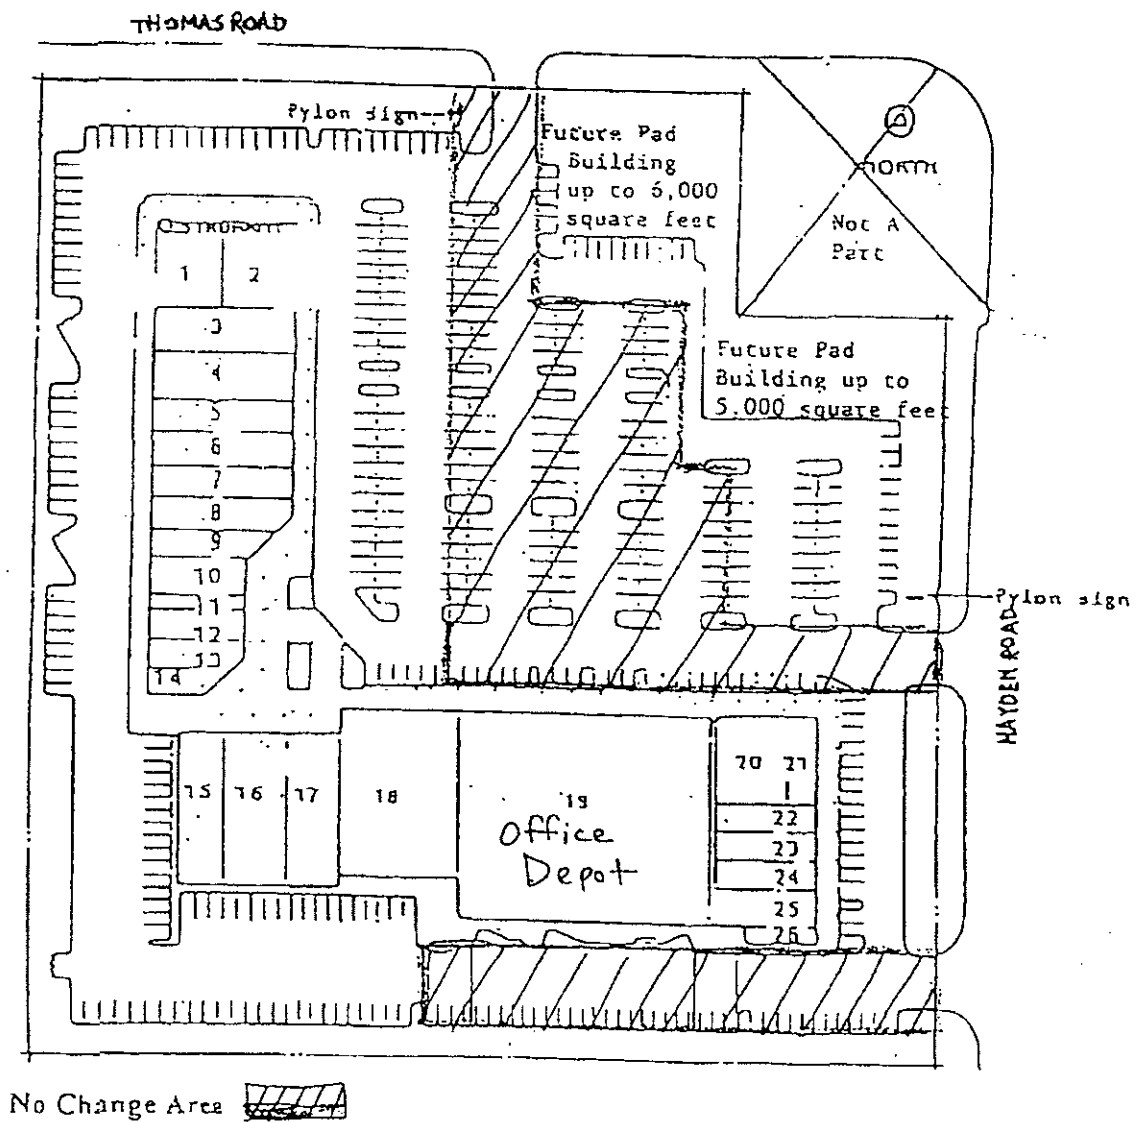 THOMAS ROAD
Pylon sign
Future Pad
Building
up to 6,000
square feet
NORTH
Not A
Part
1
2
3
4
5
6
7
8
9
10
11
12
13
14
Future Pad
Building up to
5,000 square feet
Pylon sign
HAYDEN ROAD
15
16
17
18
19
Office
Depot
20
21
22
23
24
25
26
No Change Area